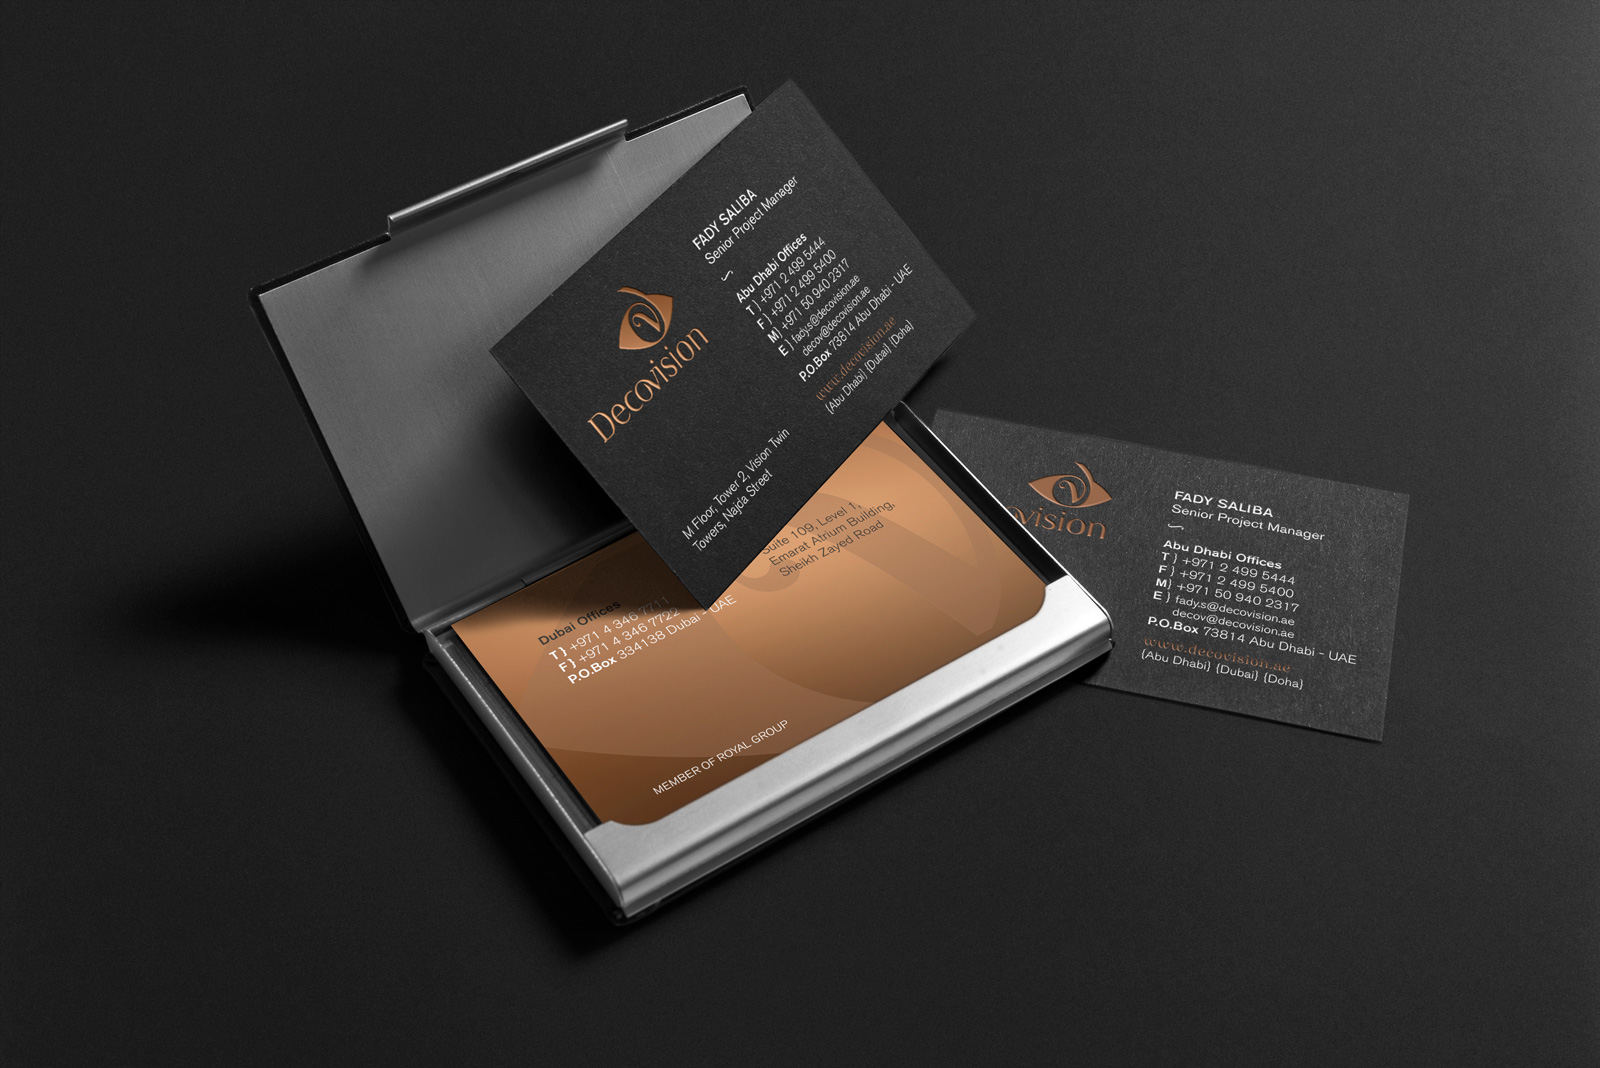 Decovision
FADY SALIBA
Senior Project Manager
Abu Dhabi Offices
T } +971 2 499 5444
F } +971 2 499 5400
M} +971 50 940 2317
E } fady.s@decovision.ae
decov@decovision.ae
P.O.Box 73814 Abu Dhabi - UAE
www.decovision.ae
{Abu Dhabi} {Dubai} {Doha}
M Floor, Tower 2, Vision Twin
Towers, Najda Street
Suite 109, Level 1,
Emarat Atrium Building,
Sheikh Zayed Road
Dubai Offices
T } +971 4 346 7711
F } +971 4 346 7722
P.O.Box 334138 Dubai - UAE
MEMBER OF ROYAL GROUP
ovision
FADY SALIBA
Senior Project Manager
Abu Dhabi Offices
T } +971 2 499 5444
F } +971 2 499 5400
M} +971 50 940 2317
E } fady.s@decovision.ae
decov@decovision.ae
P.O.Box 73814 Abu Dhabi - UAE
www.decovision.ae
{Abu Dhabi} {Dubai} {Doha}